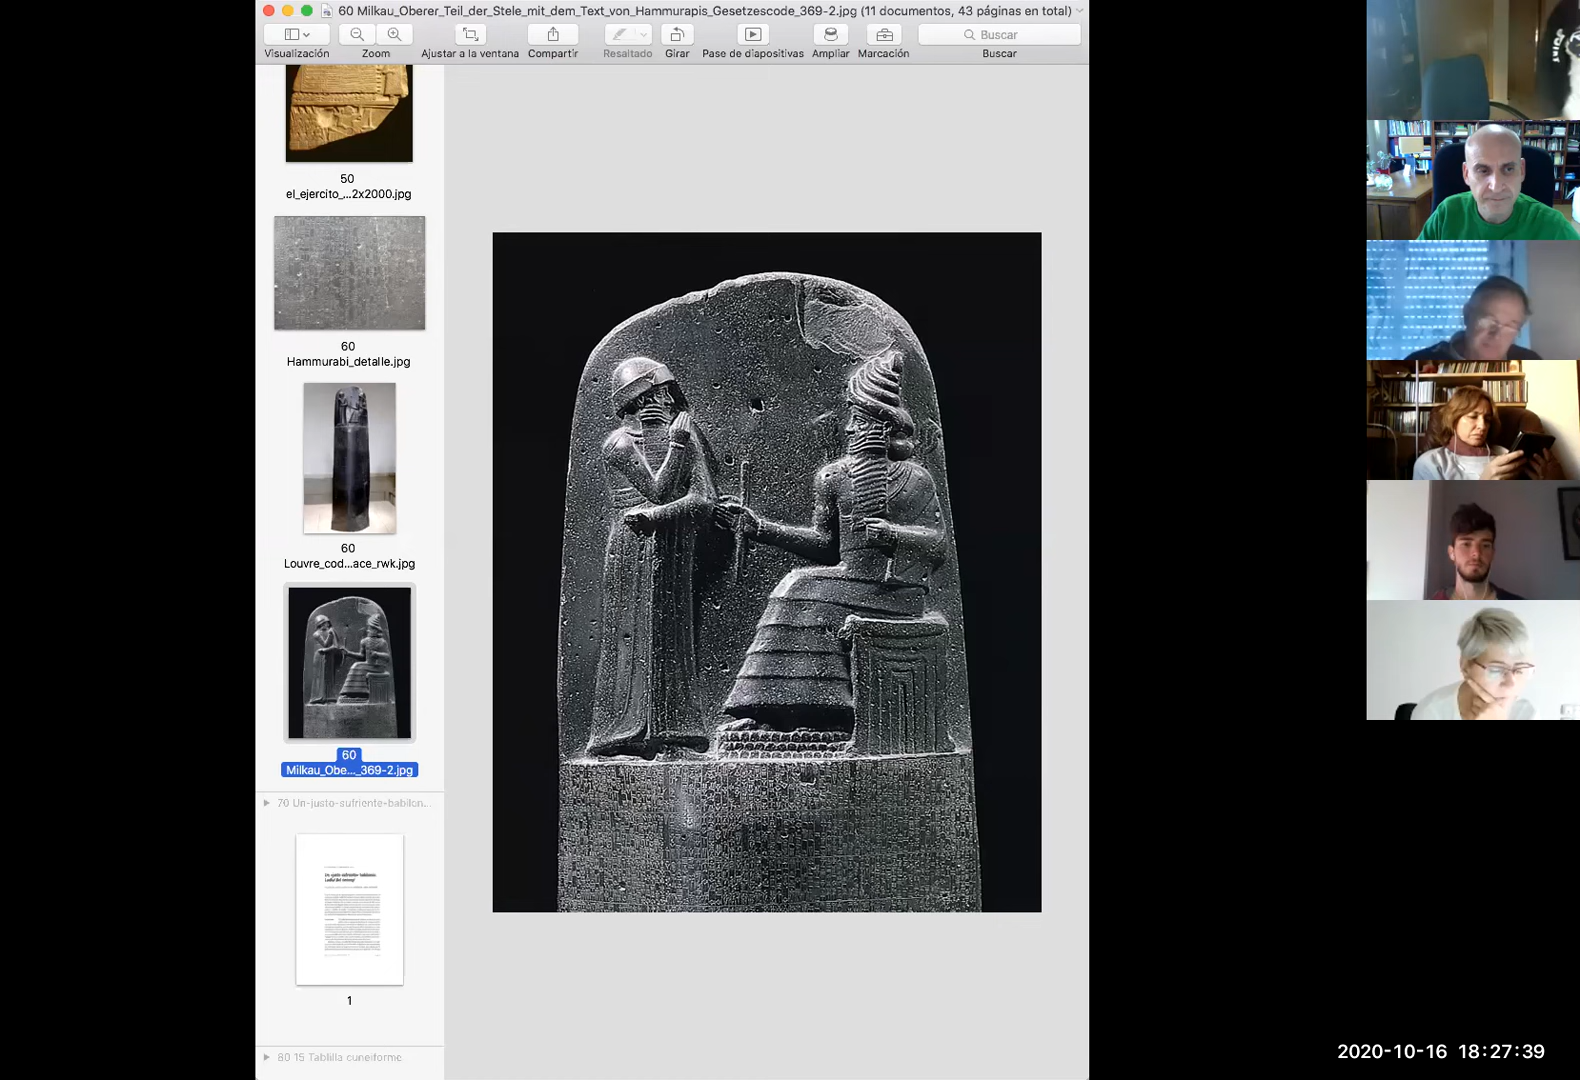 60 Milkau_Oberer_Teil_der_Stele_mit_dem_Text_von_Hammurapis_Gesetzescode_369-2.jpg (11 documentos, 43 páginas en total)
Buscar
Visualización
Zoom
Ajustar a la ventana
Compartir
Resaltado
Girar
Pase de diapositivas
Ampliar
Marcación
Buscar
50
el_ejercito_...2x2000.jpg
60
Hammurabi_detalle.jpg
60
Louvre_cod...ace_rwk.jpg
60
Milkau_Obe..._369-2.jpg
70 Un-justo-sufriente-babilon...
1
80 15 Tablilla cuneiforme
2020-10-16 18:27:39